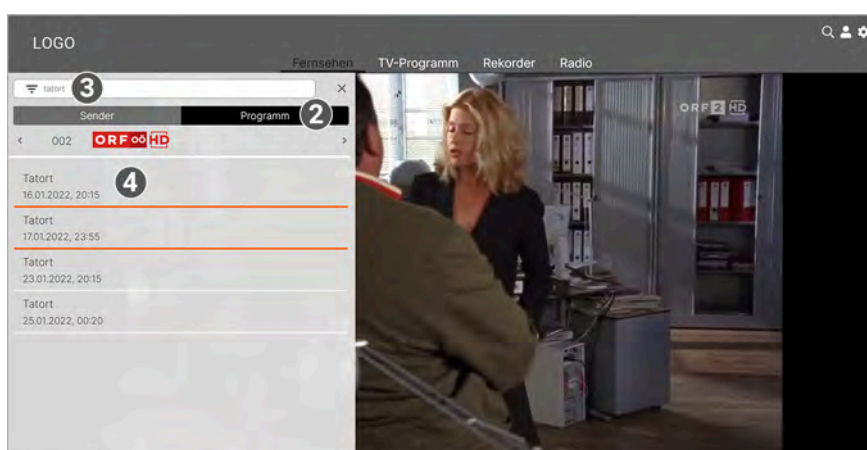 LOGO
Fernsehen TV-Programm Rekorder Radio
tatort 3
Sender Programm 2
002 ORF OÖ HD
ORF 2 HD
Tatort 4
16.01.2022, 20:15
Tatort
17.01.2022, 23:55
Tatort
23.01.2022, 20:15
Tatort
25.01.2022, 00:20